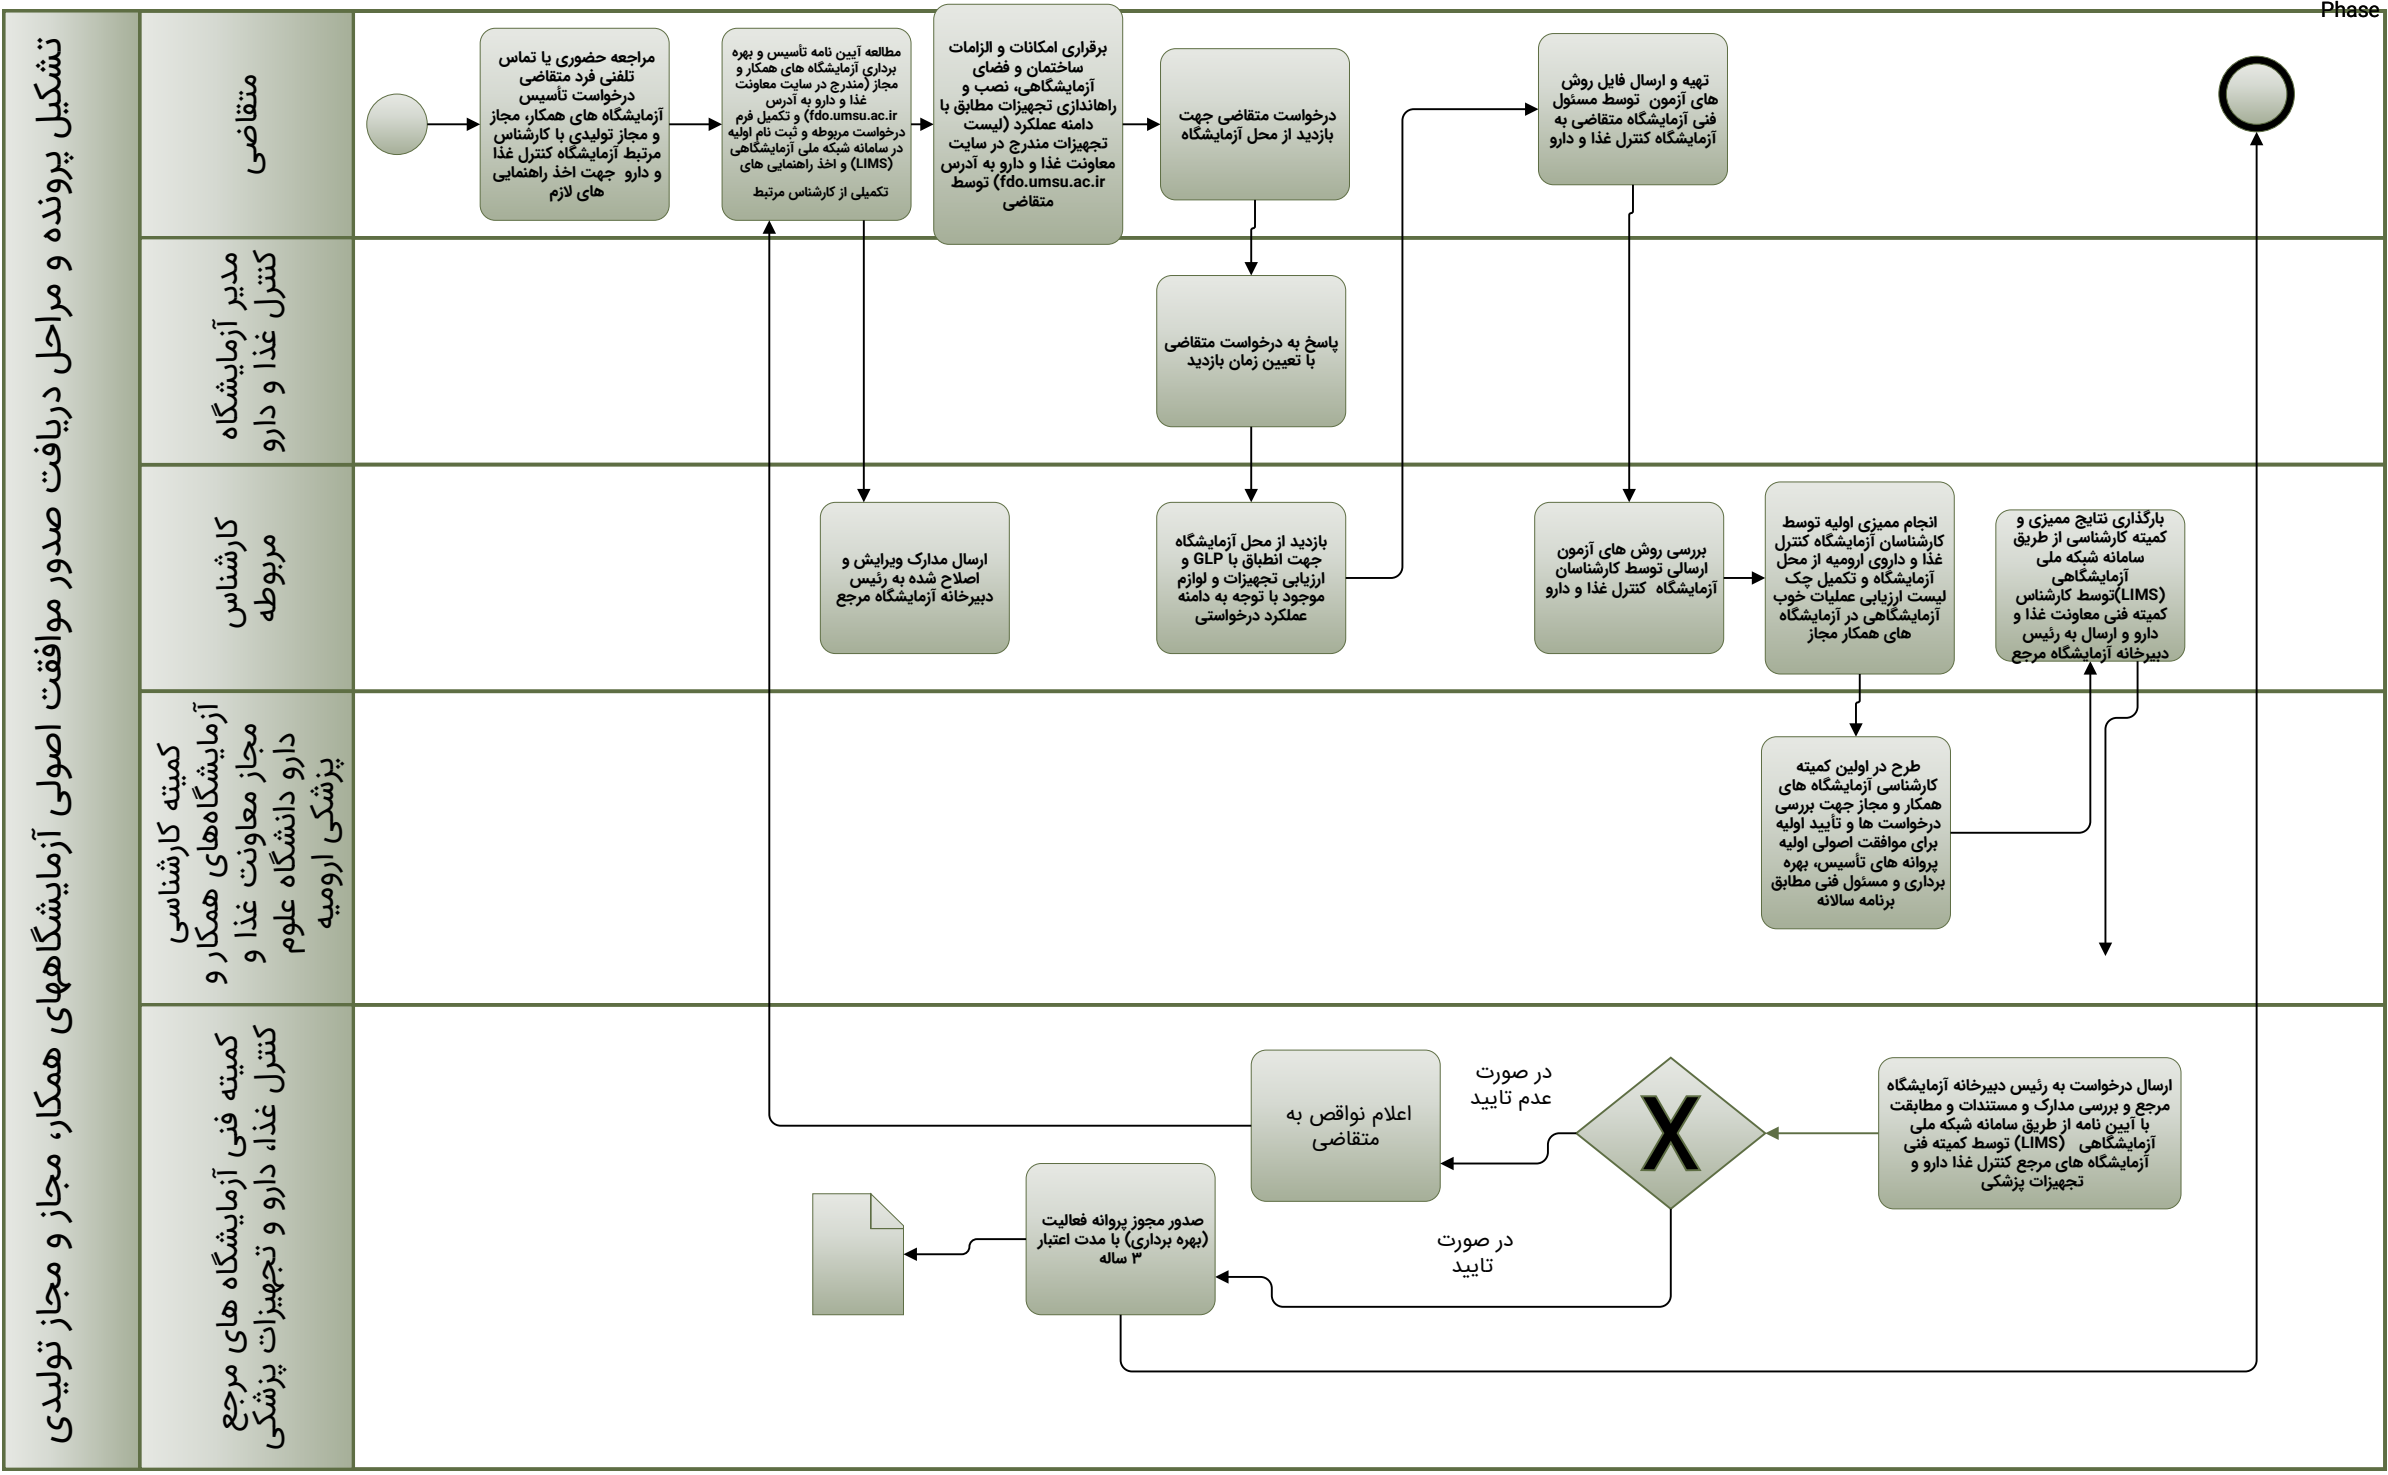 Phase
تشکیل پرونده و مراحل دریافت صدور موافقت اصولی آزمایشگاههای همکار، مجاز و مجاز تولیدی
متقاضی
مراجعه حضوری یا تماس
تلفنی فرد متقاضی
درخواست تأسیس
آزمایشگاه های همکار، مجاز
و مجاز تولیدی با کارشناس
مرتبط آزمایشگاه کنترل غذا
و دارو جهت اخذ راهنمایی
های لازم
مطالعه آیین نامه تأسیس و بهره
برداری آزمایشگاه های همکار و
مجاز (مندرج در سایت معاونت
غذا و دارو به آدرس
fdo.umsu.ac.ir) و تکمیل فرم
درخواست مربوطه و ثبت نام اولیه
در سامانه شبکه ملی آزمایشگاهی
(LIMS) و اخذ راهنمایی های
تکمیلی از کارشناس مرتبط
برقراری امکانات و الزامات
ساختمان و فضای
آزمایشگاهی، نصب و
راهاندازی تجهیزات مطابق با
دامنه عملکرد (لیست
تجهیزات مندرج در سایت
معاونت غذا و دارو به آدرس
fdo.umsu.ac.ir) توسط
متقاضی
درخواست متقاضی جهت
بازدید از محل آزمایشگاه
تهیه و ارسال فایل روش
های آزمون توسط مسئول
فنی آزمایشگاه متقاضی به
آزمایشگاه کنترل غذا و دارو
مدیر آزمایشگاه
کنترل غذا و دارو
پاسخ به درخواست متقاضی
با تعیین زمان بازدید
کارشناس
مربوطه
ارسال مدارک ویرایش و
اصلاح شده به رئیس
دبیرخانه آزمایشگاه مرجع
بازدید از محل آزمایشگاه
جهت انطباق با GLP و
ارزیابی تجهیزات و لوازم
موجود با توجه به دامنه
عملکرد درخواستی
بررسی روش های آزمون
ارسالی توسط کارشناسان
آزمایشگاه کنترل غذا و دارو
انجام ممیزی اولیه توسط
کارشناسان آزمایشگاه کنترل
غذا و داروی ارومیه از محل
آزمایشگاه و تکمیل چک
لیست ارزیابی عملیات خوب
آزمایشگاهی در آزمایشگاه
های همکار مجاز
بارگذاری نتایج ممیزی و
کمیته کارشناسی از طریق
سامانه شبکه ملی
آزمایشگاهی
(LIMS)توسط کارشناس
کمیته فنی معاونت غذا و
دارو و ارسال به رئیس
دبیرخانه آزمایشگاه مرجع
کمیته کارشناسی
آزمایشگاه‌های همکار و
مجاز معاونت غذا و
دارو دانشگاه علوم
پزشکی ارومیه
طرح در اولین کمیته
کارشناسی آزمایشگاه های
همکار و مجاز جهت بررسی
درخواست ها و تأیید اولیه
برای موافقت اصولی اولیه
پروانه های تأسیس، بهره
برداری و مسئول فنی مطابق
برنامه سالانه
کمیته فنی آزمایشگاه های مرجع
کنترل غذا، دارو و تجهیزات پزشکی
ارسال درخواست به رئیس دبیرخانه آزمایشگاه
مرجع و بررسی مدارک و مستندات و مطابقت
با آیین نامه از طریق سامانه شبکه ملی
آزمایشگاهی (LIMS) توسط کمیته فنی
آزمایشگاه های مرجع کنترل غذا دارو و
تجهیزات پزشکی
X
در صورت
عدم تایید
اعلام نواقص به
متقاضی
در صورت
تایید
صدور مجوز پروانه فعالیت
(بهره برداری) با مدت اعتبار
۳ ساله